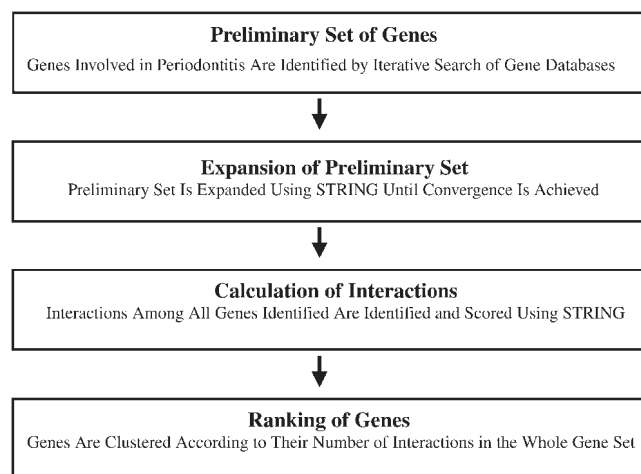 Preliminary Set of Genes
Genes Involved in Periodontitis Are Identified by Iterative Search of Gene Databases
Expansion of Preliminary Set
Preliminary Set Is Expanded Using STRING Until Convergence Is Achieved
Calculation of Interactions
Interactions Among All Genes Identified Are Identified and Scored Using STRING
Ranking of Genes
Genes Are Clustered According to Their Number of Interactions in the Whole Gene Set